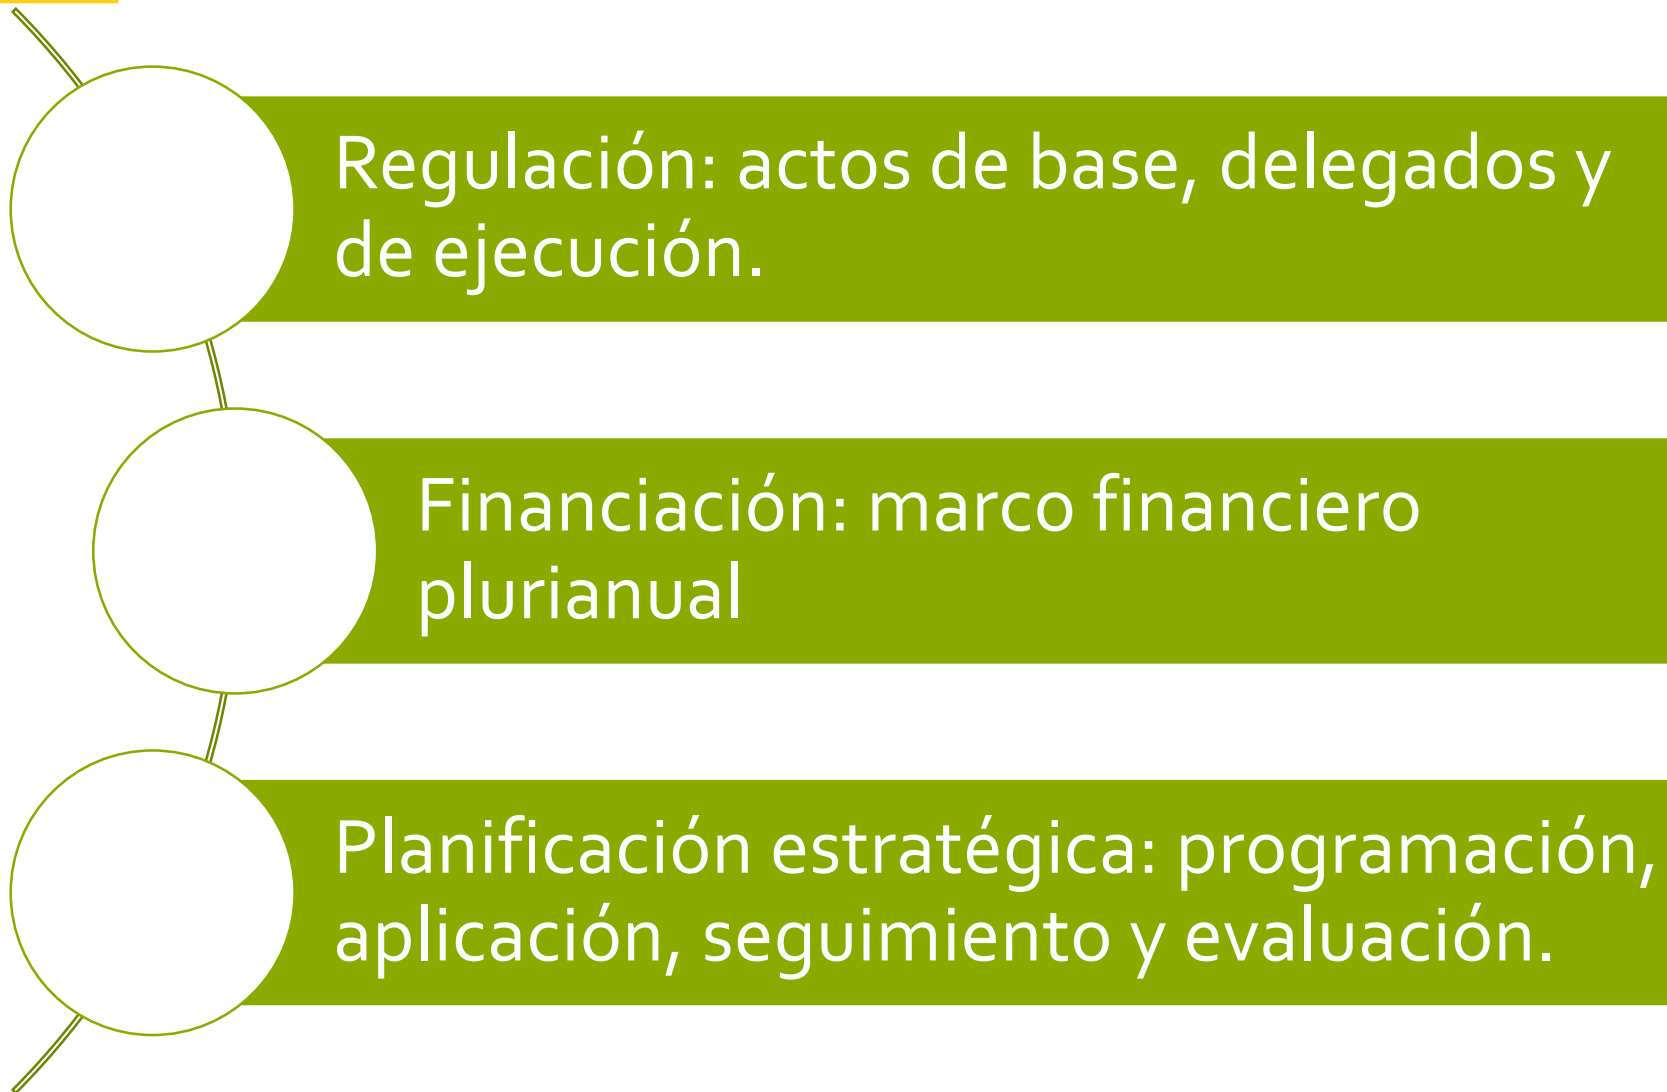 Regulación: actos de base, delegados y
de ejecución.
Financiación: marco financiero
plurianual
Planificación estratégica: programación,
aplicación, seguimiento y evaluación.